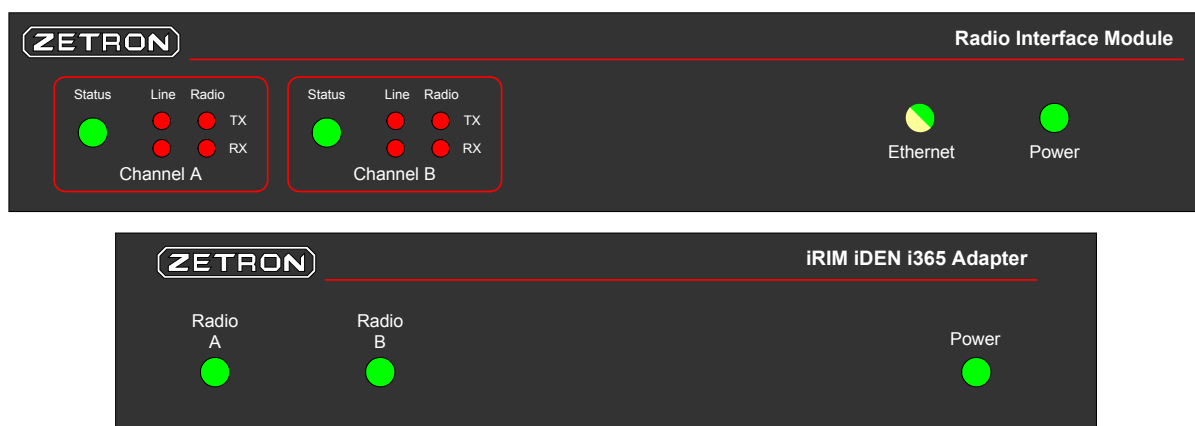 ZETRON
Radio Interface Module
Status Line Radio
TX
RX
Channel A
Status Line Radio
TX
RX
Channel B
Ethernet
Power
ZETRON
iRIM iDEN i365 Adapter
Radio
A
Radio
B
Power